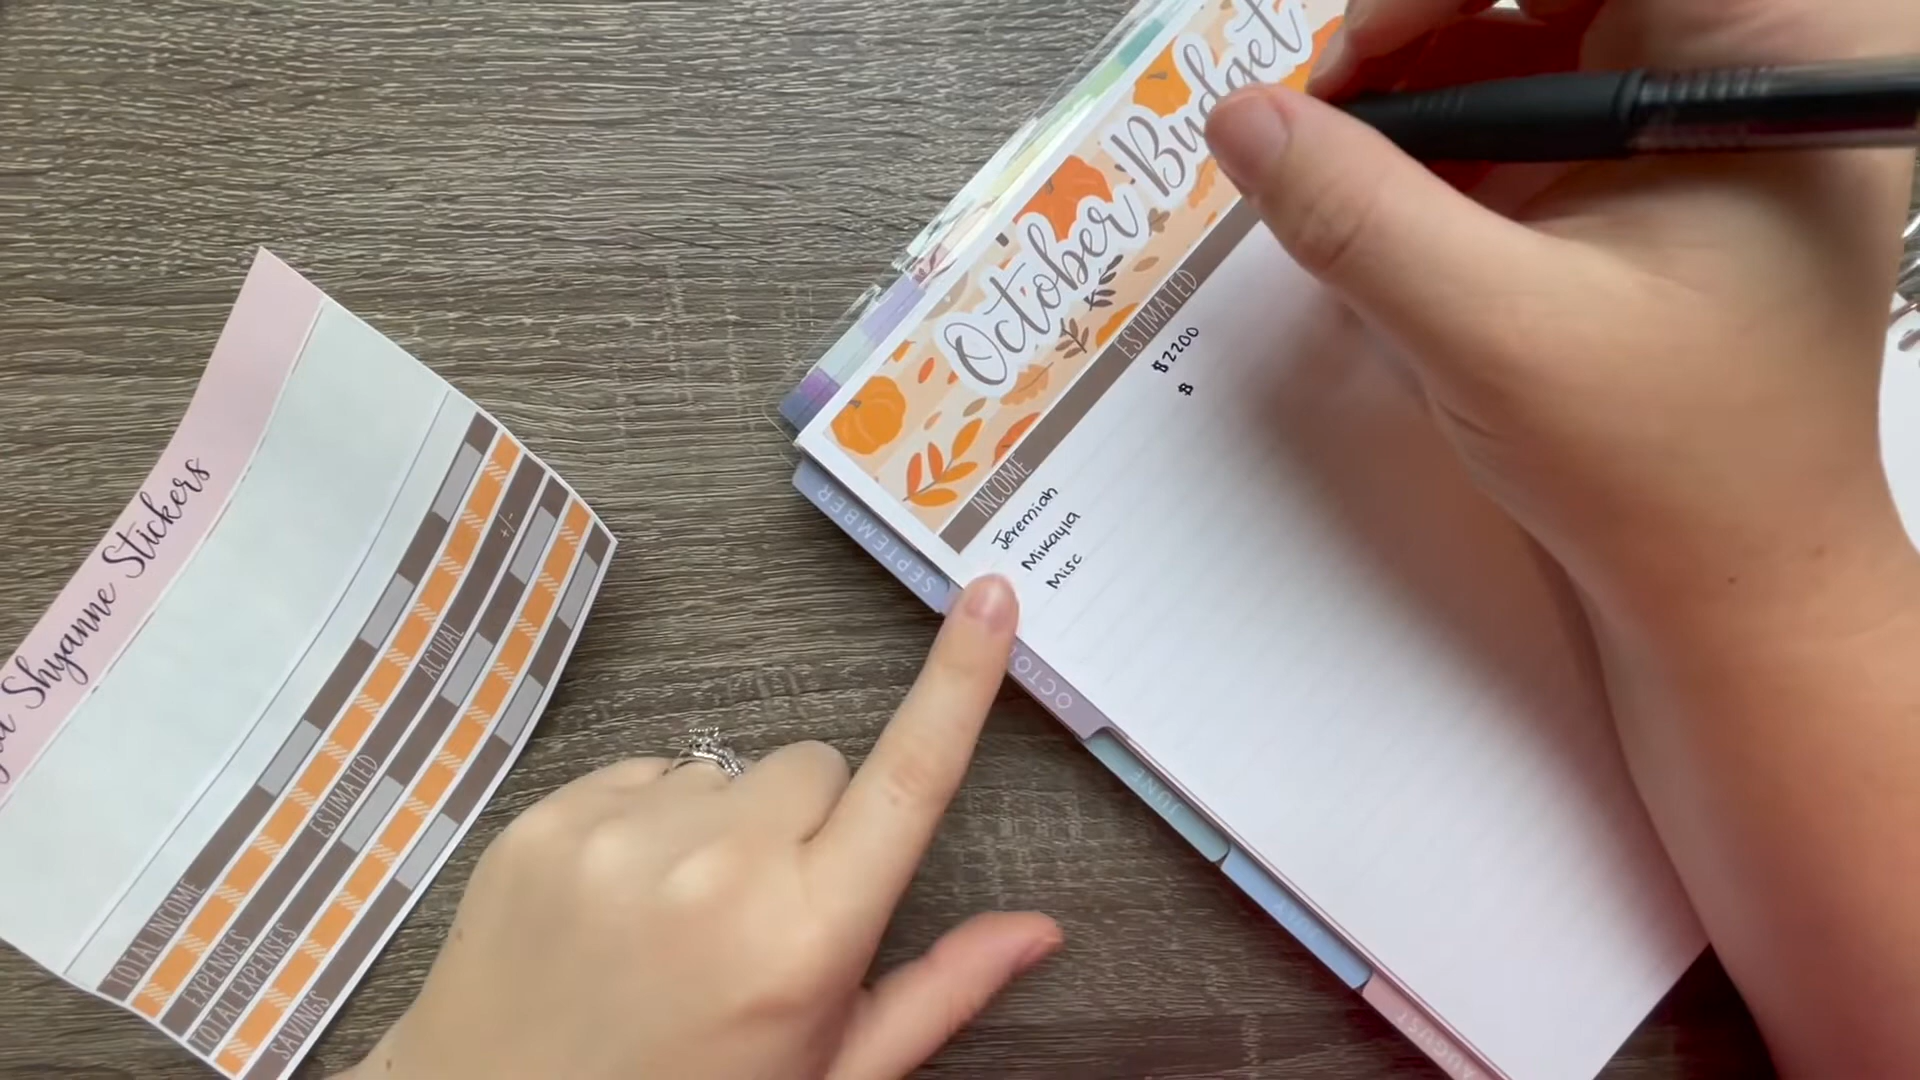 Shyanne Stickers
TOTAL INCOME
EXPENSES ESTIMATED ACTUAL +/-
TOTAL EXPENSES
SAVINGS
October Budget
INCOME ESTIMATED
Jeremiah $2200
Mikayla $
Misc
SEPTEMBER
JUNE
AUGUST